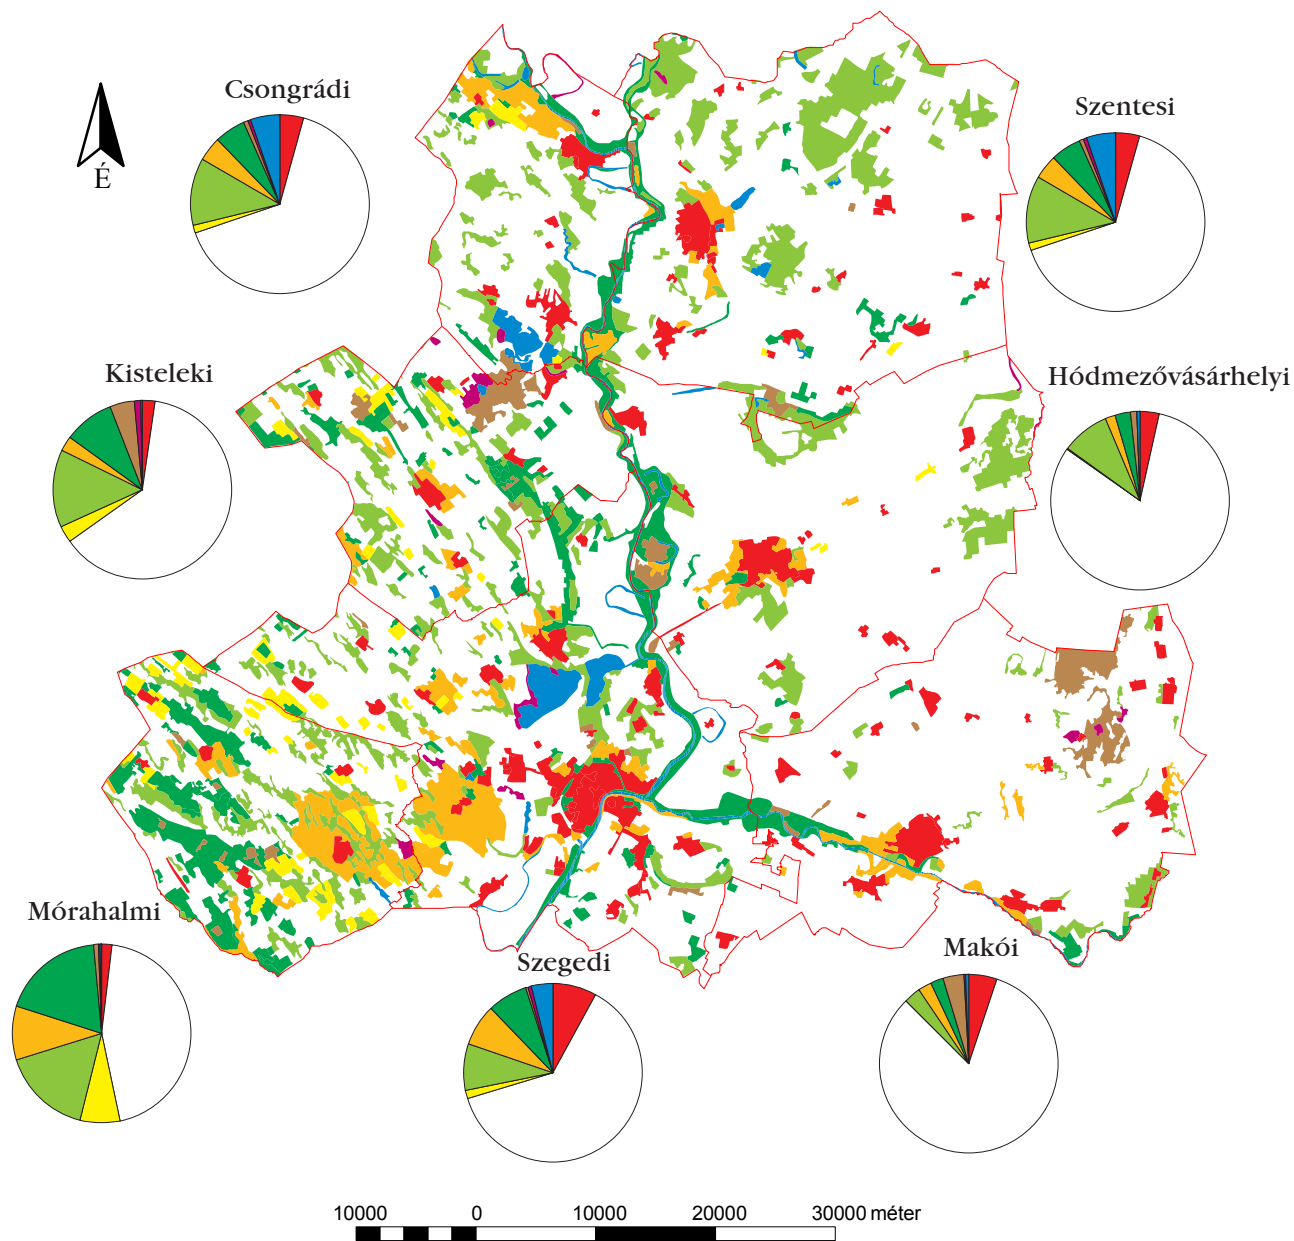 Csongrádi
Szentesi
É
Kisteleki
Hódmezővásárhelyi
Mórahalmi
Szegedi
Makói
10000 0 10000 20000 30000 méter